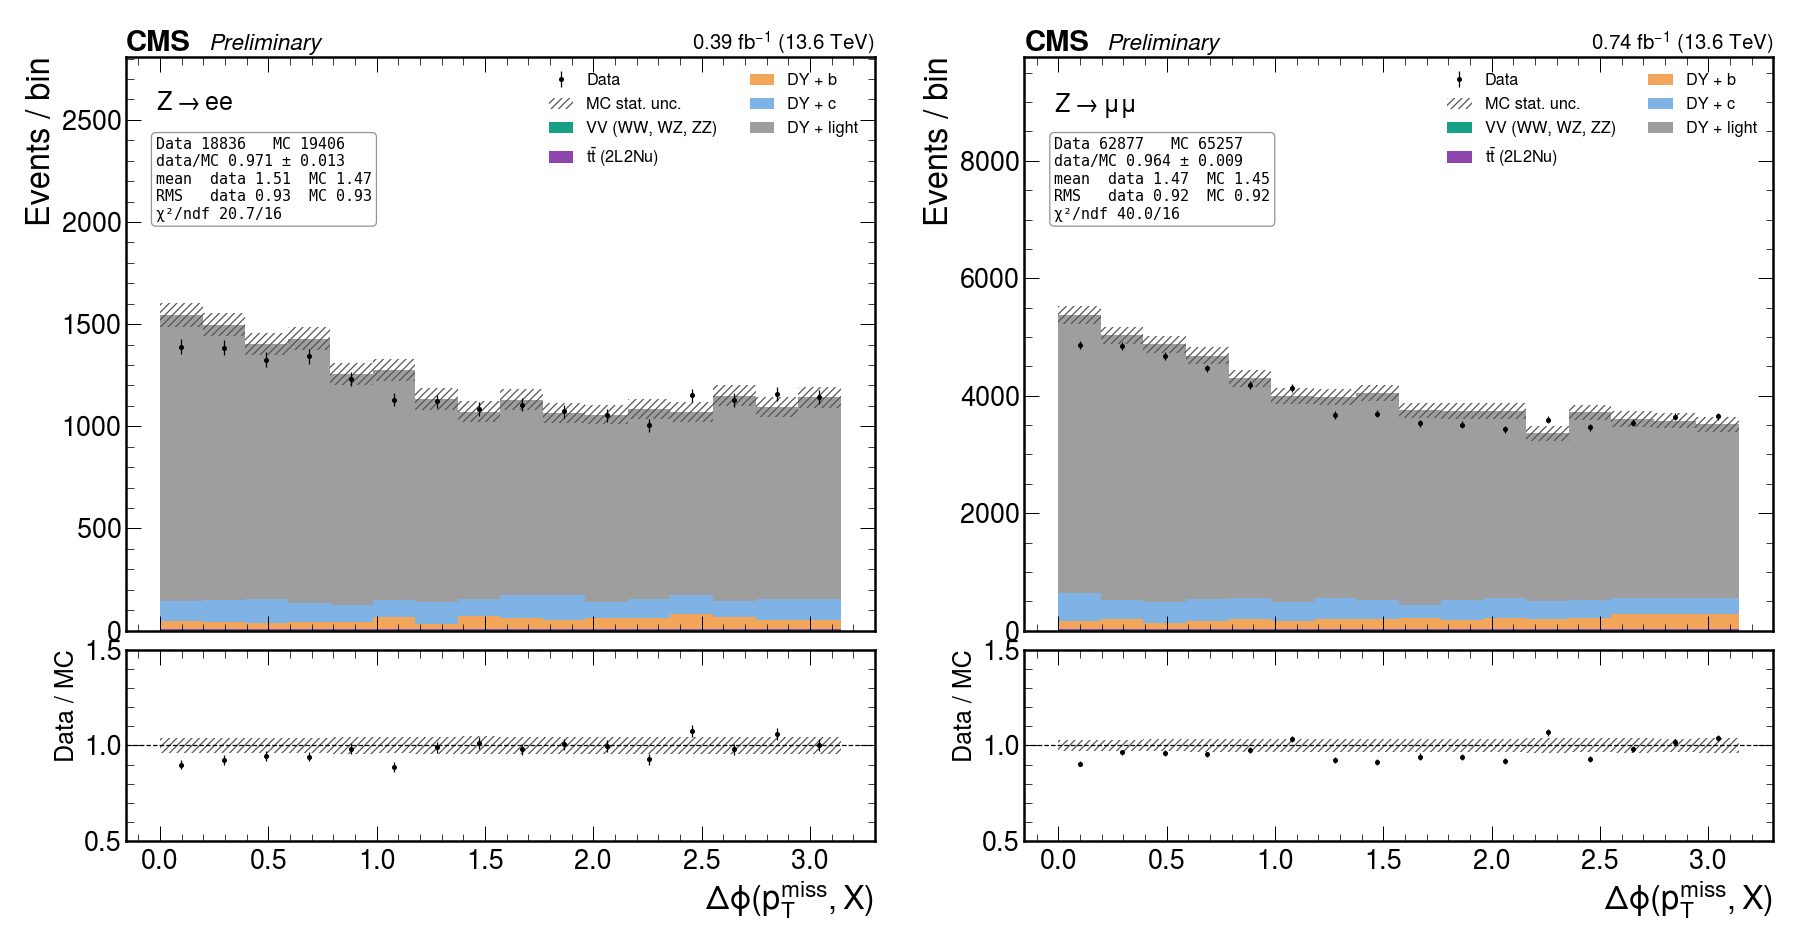 CMS Preliminary 0.39 fb⁻¹ (13.6 TeV)
Events / bin
Z → ee
Data 18836 MC 19406
data/MC 0.971 ± 0.013
mean data 1.51 MC 1.47
RMS data 0.93 MC 0.93
χ²/ndf 20.7/16
Data
MC stat. unc.
VV (WW, WZ, ZZ)
tt̄ (2L2Nu)
DY + b
DY + c
DY + light
2500
2000
1500
1000
500
0
Data / MC
1.5
1.0
0.5
0.0 0.5 1.0 1.5 2.0 2.5 3.0
Δϕ(p_T^miss, X)
CMS Preliminary 0.74 fb⁻¹ (13.6 TeV)
Events / bin
Z → μμ
Data 62877 MC 65257
data/MC 0.964 ± 0.009
mean data 1.47 MC 1.45
RMS data 0.92 MC 0.92
χ²/ndf 40.0/16
Data
MC stat. unc.
VV (WW, WZ, ZZ)
tt̄ (2L2Nu)
DY + b
DY + c
DY + light
8000
6000
4000
2000
0
Data / MC
1.5
1.0
0.5
0.0 0.5 1.0 1.5 2.0 2.5 3.0
Δϕ(p_T^miss, X)